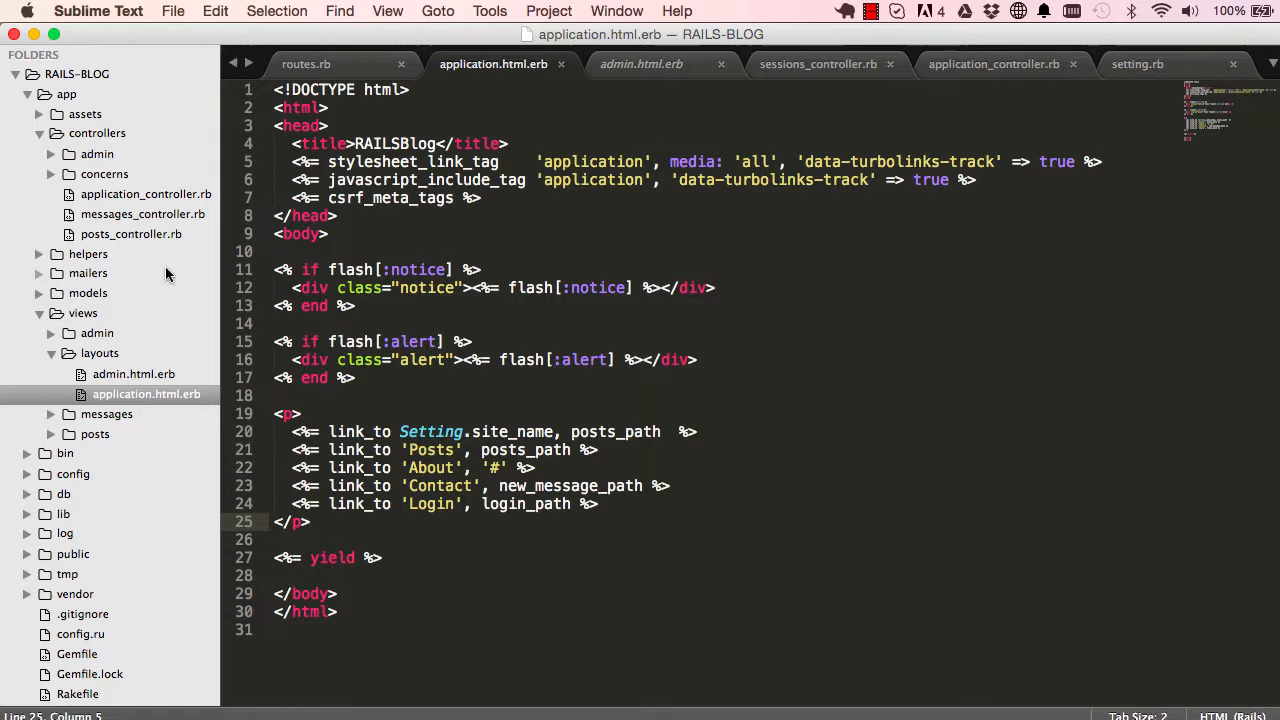 Sublime Text File Edit Selection Find View Goto Tools Project Window Help 4 100%
application.html.erb — RAILS-BLOG
FOLDERS
RAILS-BLOG
app
assets
controllers
admin
concerns
application_controller.rb
messages_controller.rb
posts_controller.rb
helpers
mailers
models
views
admin
layouts
admin.html.erb
application.html.erb
messages
posts
bin
config
db
lib
log
public
tmp
vendor
.gitignore
config.ru
Gemfile
Gemfile.lock
Rakefile
routes.rb application.html.erb admin.html.erb sessions_controller.rb application_controller.rb setting.rb
1 <!DOCTYPE html>
2 <html>
3 <head>
4 <title>RAILSBlog</title>
5 <%= stylesheet_link_tag 'application', media: 'all', 'data-turbolinks-track' => true %>
6 <%= javascript_include_tag 'application', 'data-turbolinks-track' => true %>
7 <%= csrf_meta_tags %>
8 </head>
9 <body>
10
11 <% if flash[:notice] %>
12 <div class="notice"><%= flash[:notice] %></div>
13 <% end %>
14
15 <% if flash[:alert] %>
16 <div class="alert"><%= flash[:alert] %></div>
17 <% end %>
18
19 <p>
20 <%= link_to Setting.site_name, posts_path %>
21 <%= link_to 'Posts', posts_path %>
22 <%= link_to 'About', '#' %>
23 <%= link_to 'Contact', new_message_path %>
24 <%= link_to 'Login', login_path %>
25 </p>
26
27 <%= yield %>
28
29 </body>
30 </html>
31
Line 25, Column 5 Tab Size: 2 HTML (Rails)